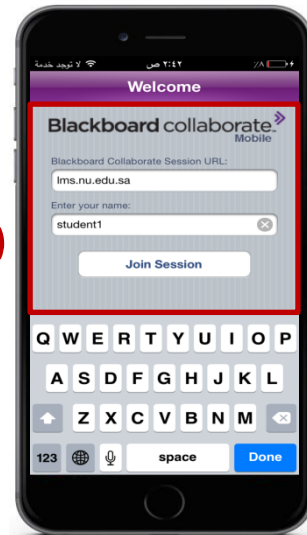 لا توجد خدمة ٢:٤٢ ص ٪٨
Welcome
Blackboard collaborate
Mobile
Blackboard Collaborate Session URL:
lms.nu.edu.sa
Enter your name:
student1
Join Session
Q W E R T Y U I O P
A S D F G H J K L
Z X C V B N M
123 space Done